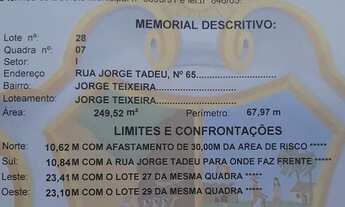 MEMORIAL DESCRITIVO:
Lote nº: 28
Quadra nº: 07
Setor: I
Endereço RUA JORGE TADEU, Nº 65
Bairro: JORGE TEIXEIRA
Loteamento: JORGE TEIXEIRA
Área: 249,52 m² Perímetro: 67,97 m
LIMITES E CONFRONTAÇÕES
Norte: 10,62 M COM AFASTAMENTO DE 30,00M DA AREA DE RISCO *****
Sul: 10,84 M COM A RUA JORGE TADEU PARA ONDE FAZ FRENTE *****
Leste: 23,41 M COM O LOTE 27 DA MESMA QUADRA *****
Oeste: 23,10 M COM O LOTE 29 DA MESMA QUADRA *****